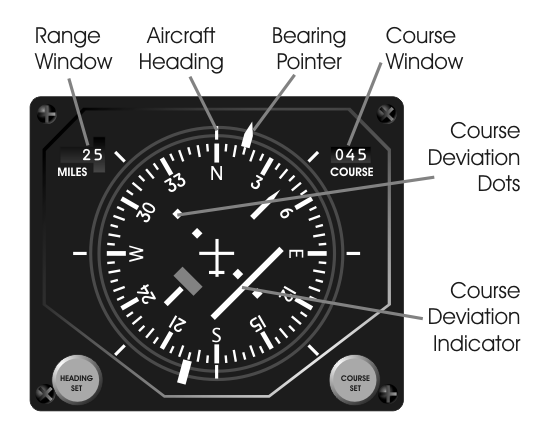 Range
Window
Aircraft
Heading
Bearing
Pointer
Course
Window
25
MILES
045
COURSE
Course
Deviation
Dots
N
3
6
E
12
15
S
21
24
W
30
33
Course
Deviation
Indicator
HEADING
SET
COURSE
SET